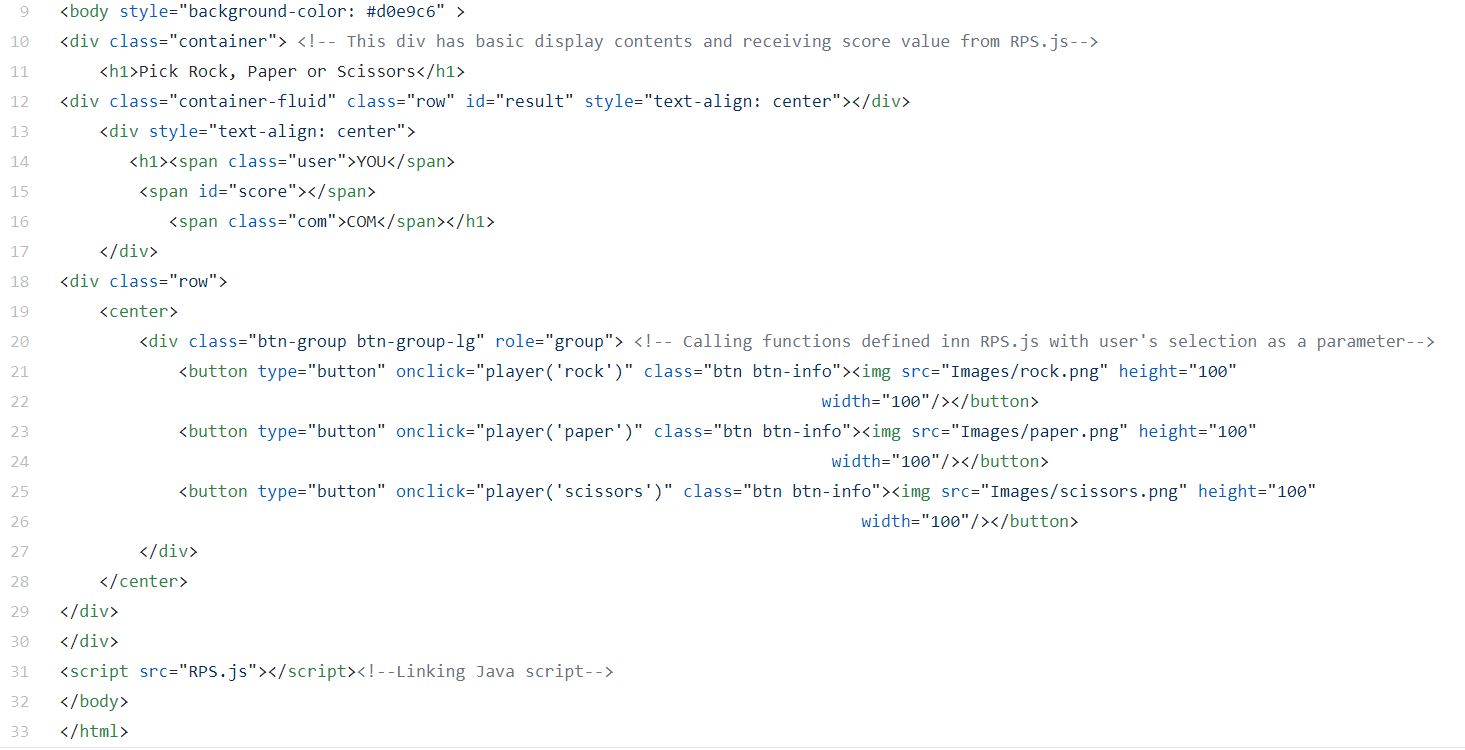 9 <body style="background-color: #d0e9c6" >
10 <div class="container"> <!-- This div has basic display contents and receiving score value from RPS.js-->
11 <h1>Pick Rock, Paper or Scissors</h1>
12 <div class="container-fluid" class="row" id="result" style="text-align: center"></div>
13 <div style="text-align: center">
14 <h1><span class="user">YOU</span>
15 <span id="score"></span>
16 <span class="com">COM</span></h1>
17 </div>
18 <div class="row">
19 <center>
20 <div class="btn-group btn-group-lg" role="group"> <!-- Calling functions defined inn RPS.js with user's selection as a parameter-->
21 <button type="button" onclick="player('rock')" class="btn btn-info"><img src="Images/rock.png" height="100"
22 width="100"/></button>
23 <button type="button" onclick="player('paper')" class="btn btn-info"><img src="Images/paper.png" height="100"
24 width="100"/></button>
25 <button type="button" onclick="player('scissors')" class="btn btn-info"><img src="Images/scissors.png" height="100"
26 width="100"/></button>
27 </div>
28 </center>
29 </div>
30 </div>
31 <script src="RPS.js"></script><!--Linking Java script-->
32 </body>
33 </html>